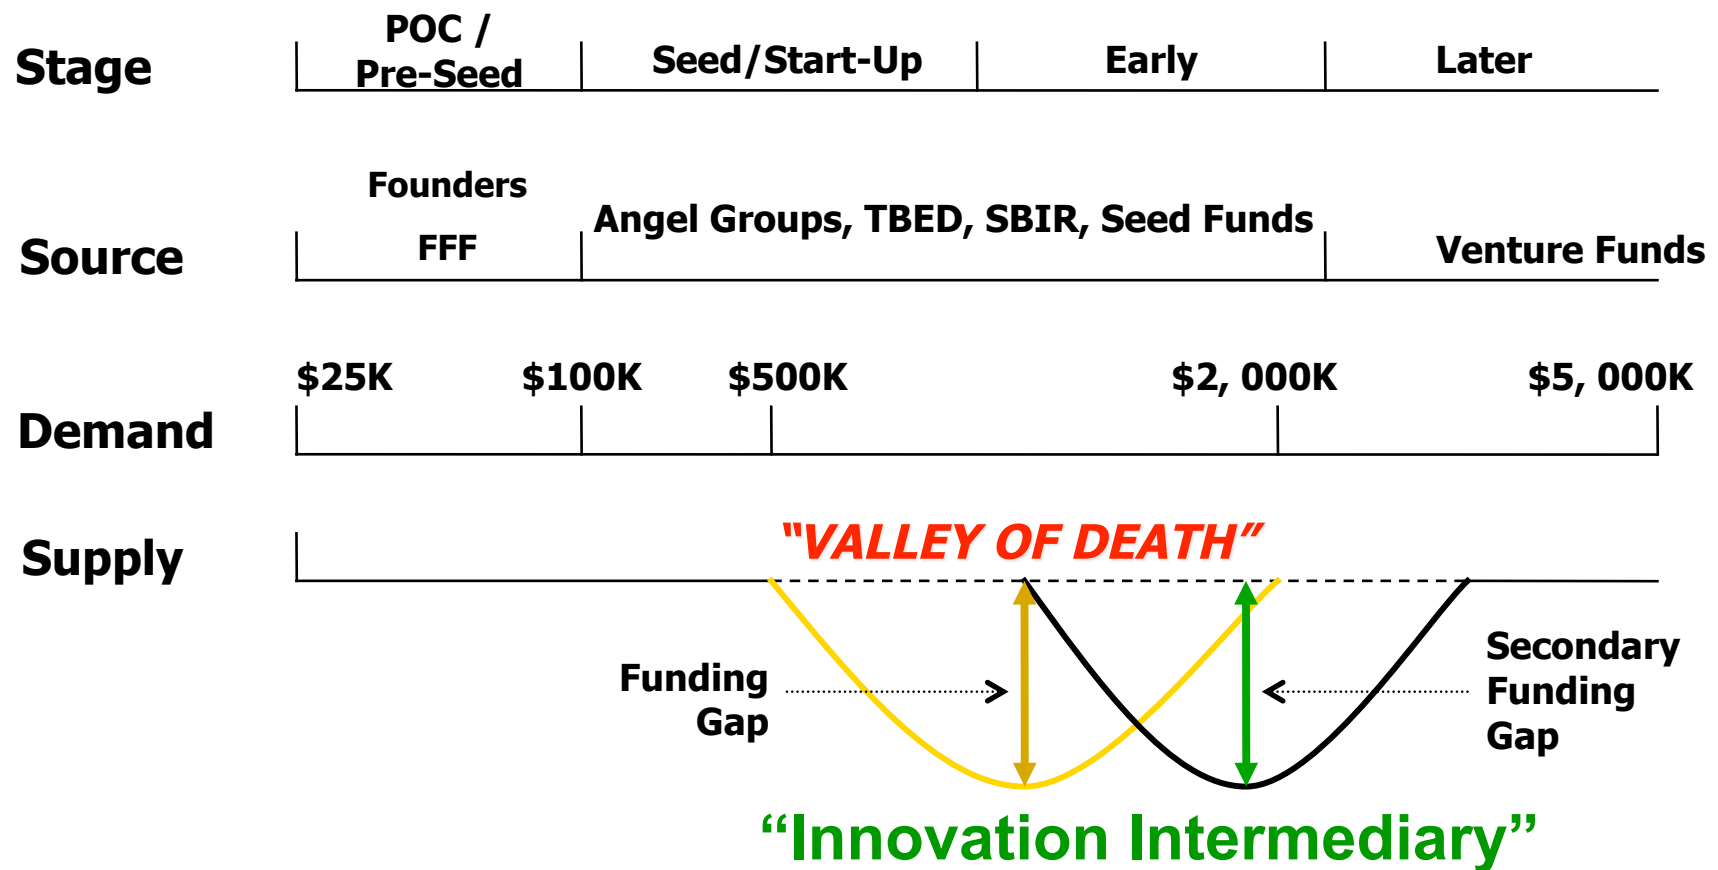 Stage
POC /
Pre-Seed
Seed/Start-Up
Early
Later
Source
Founders
FFF
Angel Groups, TBED, SBIR, Seed Funds
Venture Funds
Demand
$25K
$100K
$500K
$2, 000K
$5, 000K
Supply
“VALLEY OF DEATH”
Funding
Gap
Secondary
Funding
Gap
“Innovation Intermediary”